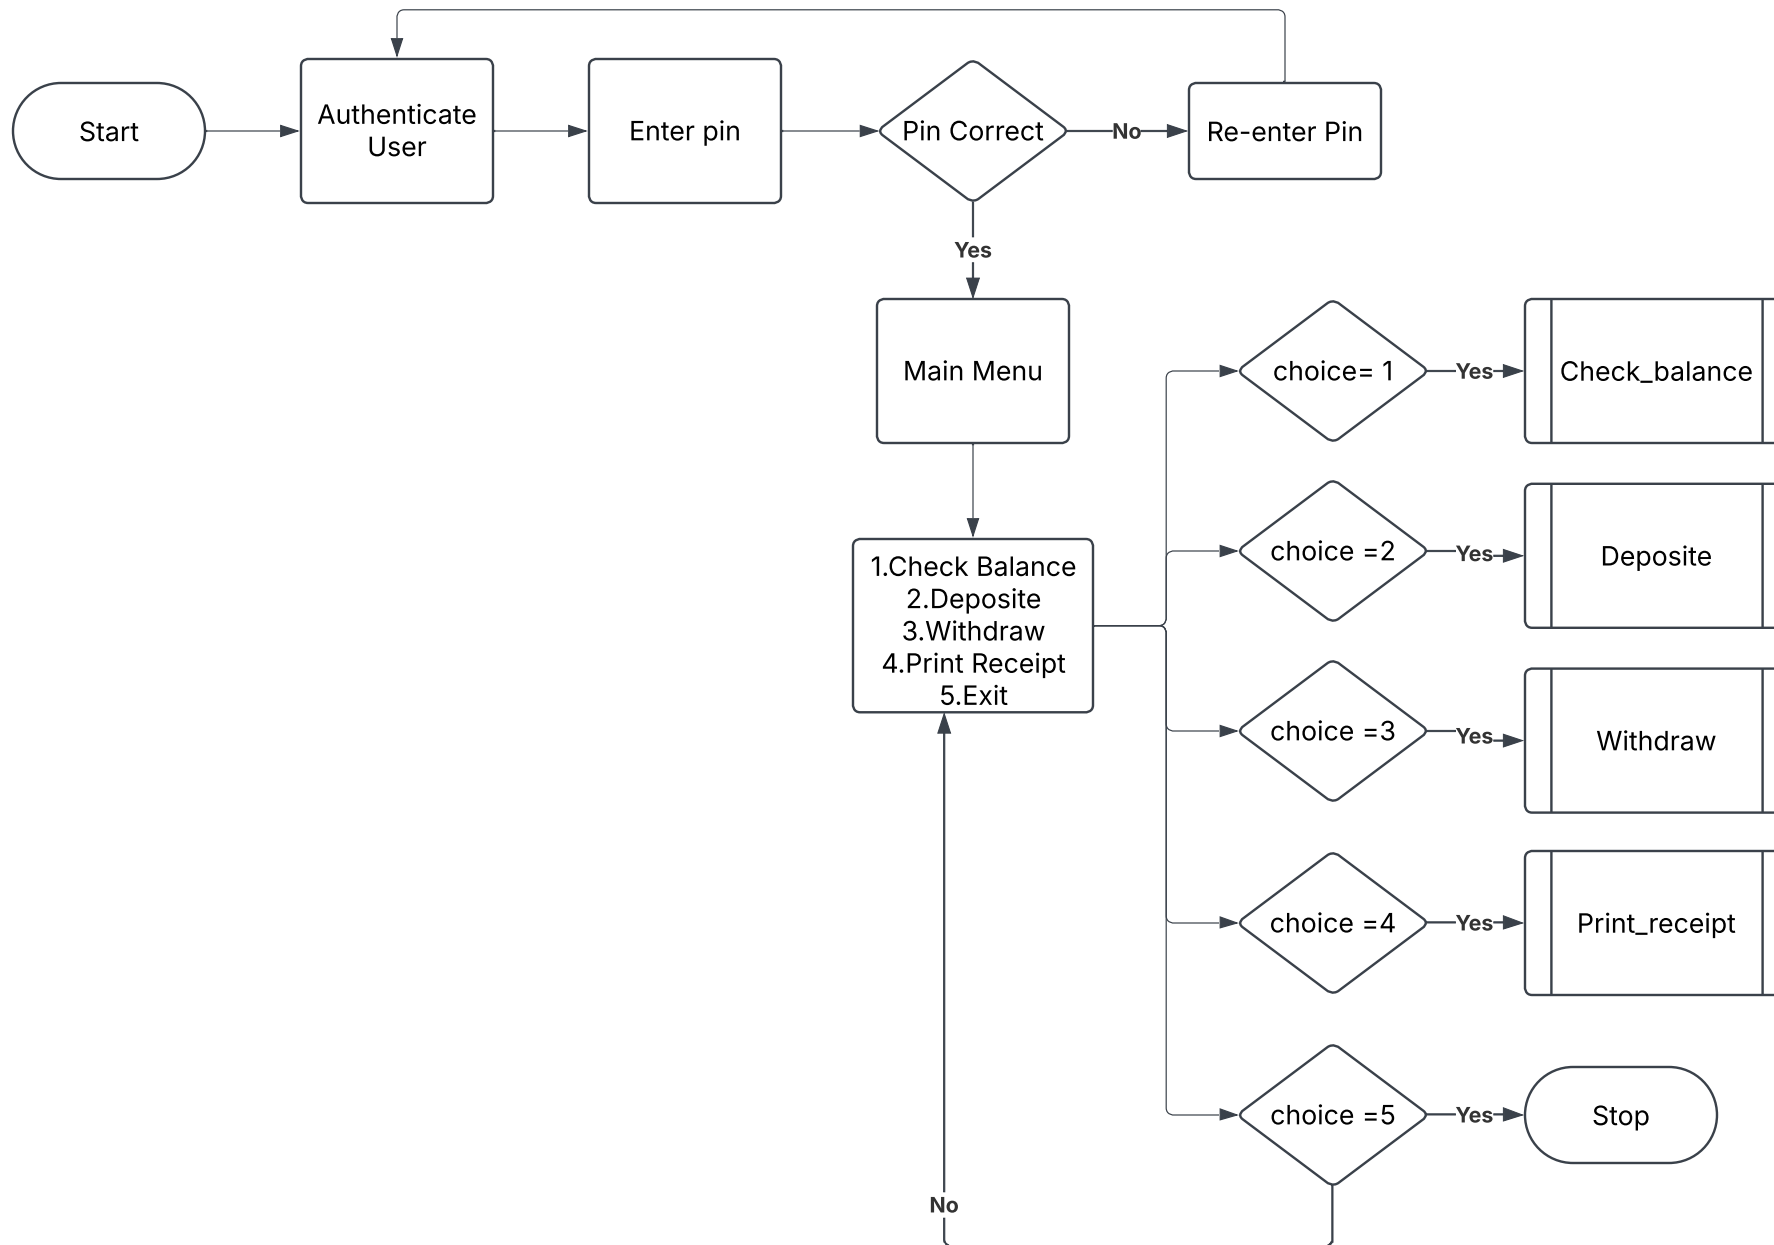 Start
Authenticate
User
Enter pin
Pin Correct
No
Re-enter Pin
Yes
Main Menu
1.Check Balance
2.Deposite
3.Withdraw
4.Print Receipt
5.Exit
choice= 1
Yes
Check_balance
choice =2
Yes
Deposite
choice =3
Yes
Withdraw
choice =4
Yes
Print_receipt
choice =5
Yes
Stop
No